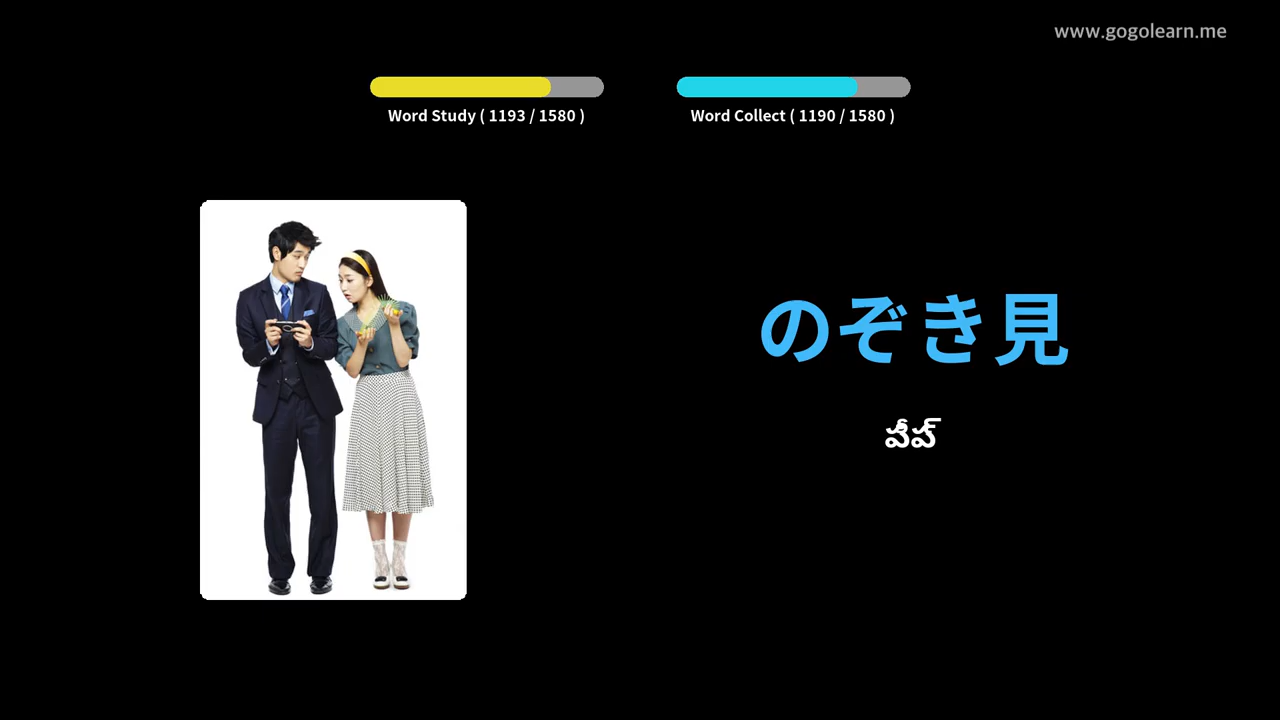 www.gogolearn.me
Word Study ( 1193 / 1580 )
Word Collect ( 1190 / 1580 )
のぞき見
పీప్